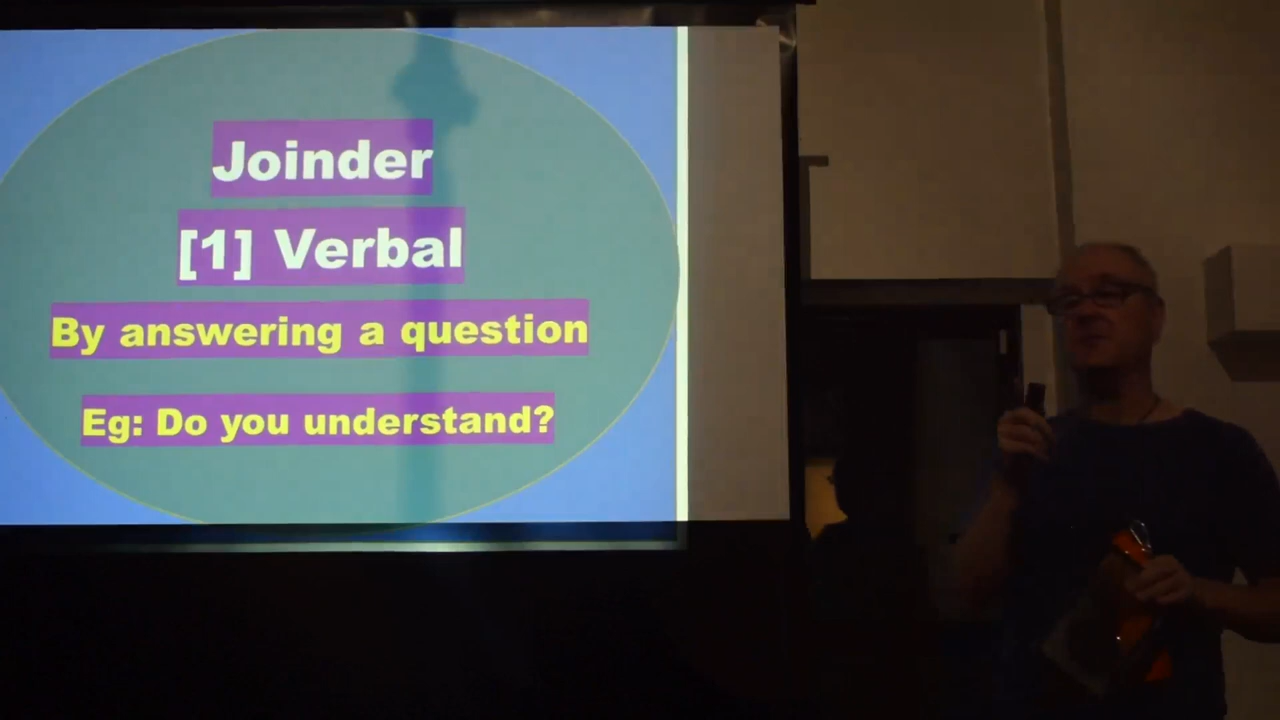 Joinder
[1] Verbal
By answering a question
Eg: Do you understand?